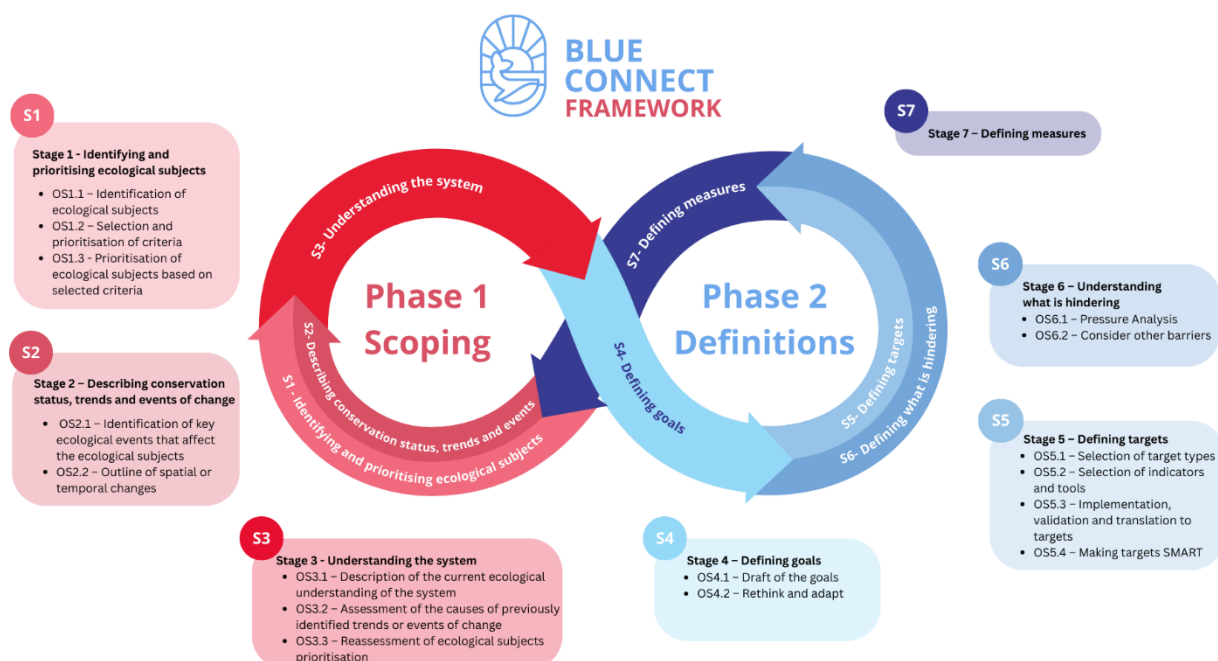 BLUE
CONNECT
FRAMEWORK
S1
Stage 1 - Identifying and
prioritising ecological subjects
• OS1.1 – Identification of
ecological subjects
• OS1.2 – Selection and
prioritisation of criteria
• OS1.3 - Prioritisation of
ecological subjects based on
selected criteria
S2
Stage 2 – Describing conservation
status, trends and events of change
• OS2.1 – Identification of key
ecological events that affect
the ecological subjects
• OS2.2 – Outline of spatial or
temporal changes
S3
Stage 3 - Understanding the system
• OS3.1 – Description of the current ecological
understanding of the system
• OS3.2 – Assessment of the causes of previously
identified trends or events of change
• OS3.3 – Reassessment of ecological subjects
prioritisation
Phase 1
Scoping
S3- Understanding the system
S2- Describing conservation status, trends and events
S1 - Identifying and prioritising ecological subjects
Phase 2
Definitions
S7- Defining measures
S4- Defining goals
S5- Defining targets
S6- Defining what is hindering
S4
Stage 4 – Defining goals
• OS4.1 – Draft of the goals
• OS4.2 – Rethink and adapt
S7
Stage 7 – Defining measures
S6
Stage 6 – Understanding
what is hindering
• OS6.1 – Pressure Analysis
• OS6.2 – Consider other barriers
S5
Stage 5 – Defining targets
• OS5.1 – Selection of target types
• OS5.2 – Selection of indicators
and tools
• OS5.3 – Implementation,
validation and translation to
targets
• OS5.4 – Making targets SMART